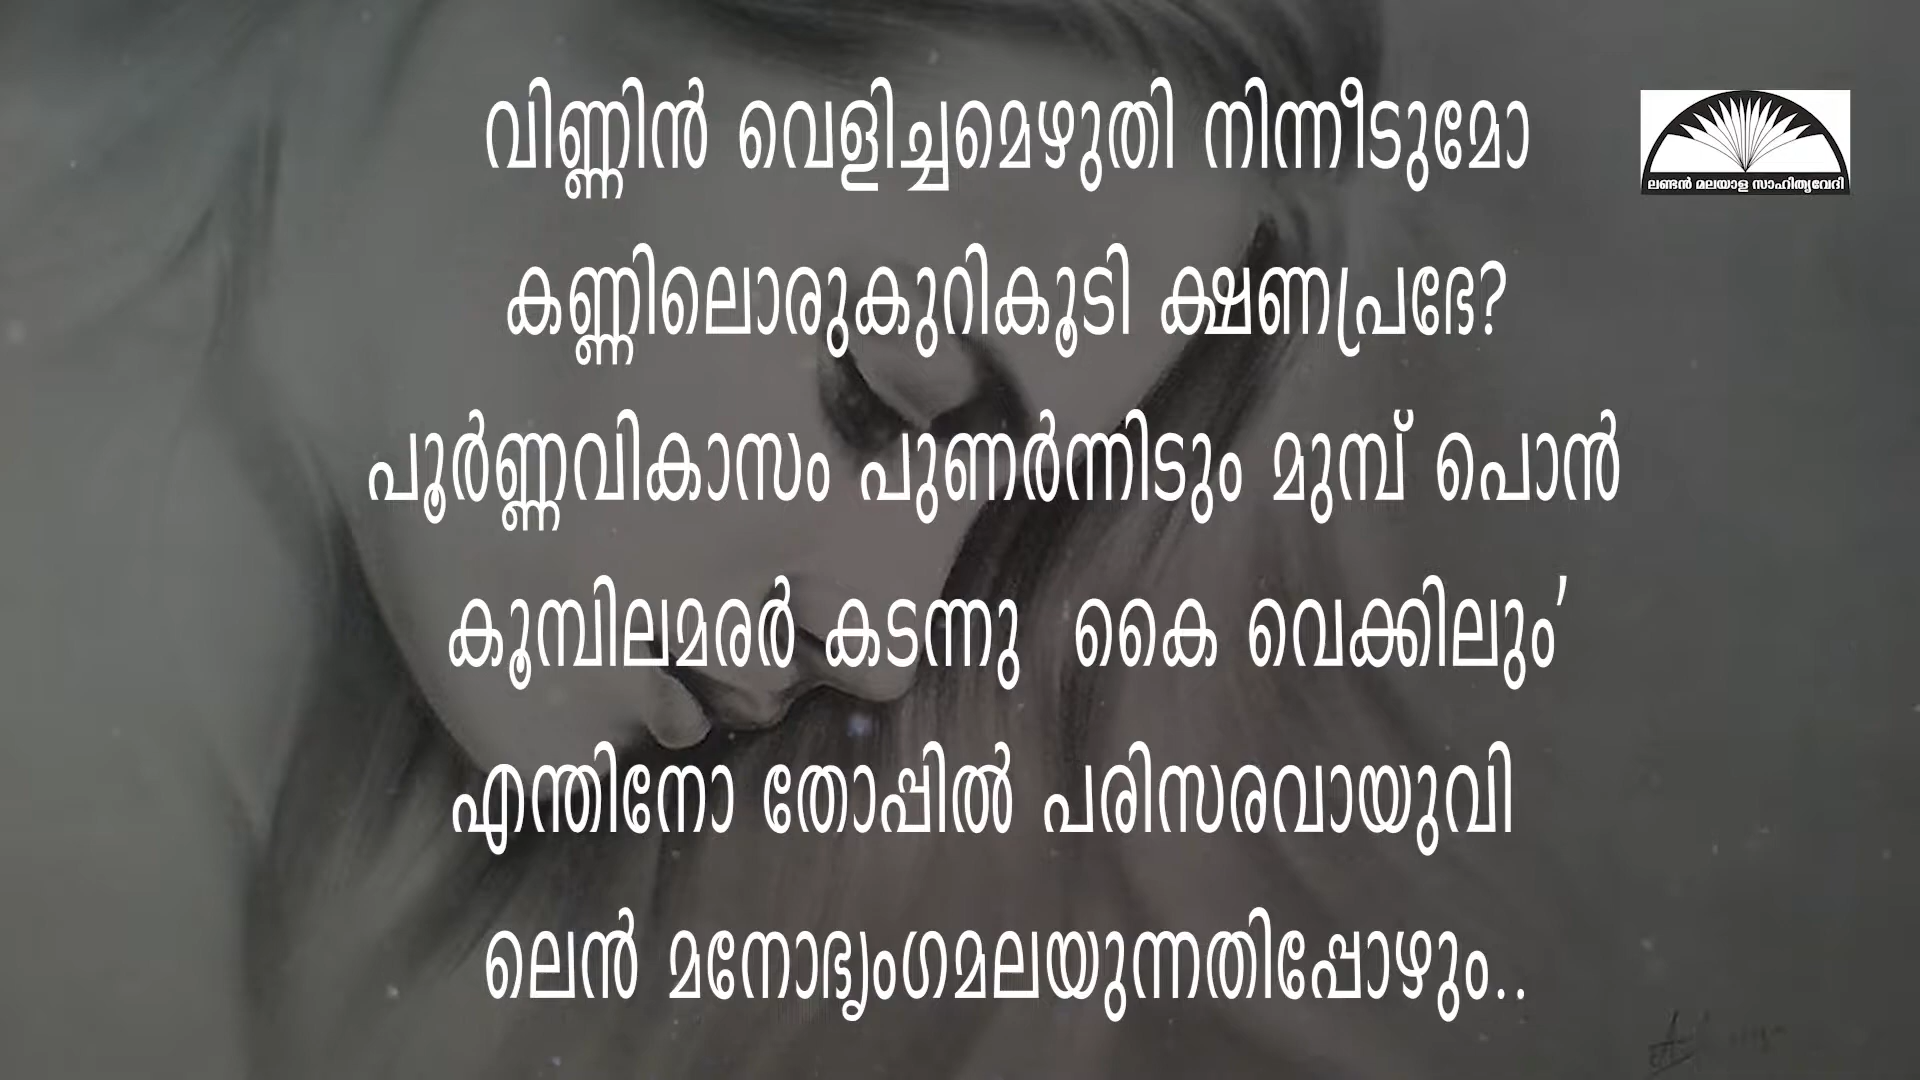 വിണ്ണിൻ വെളിച്ചമെഴുതി നിന്നീടുമോ
ലണ്ടൻ മലയാള സാഹിത്യവേദി
കണ്ണിലൊരുകുറികൂടി ക്ഷണപ്രഭേ?
പൂർണ്ണവികാസം പുണർന്നിടും മുമ്പ് പൊൻ
കൂമ്പിലമരർ കടന്നു കൈ വെക്കിലും’
എന്തിനോ തോപ്പിൽ പരിസരവായുവി
ലെൻ മനോഭൃംഗമലയുന്നതിപ്പോഴും..